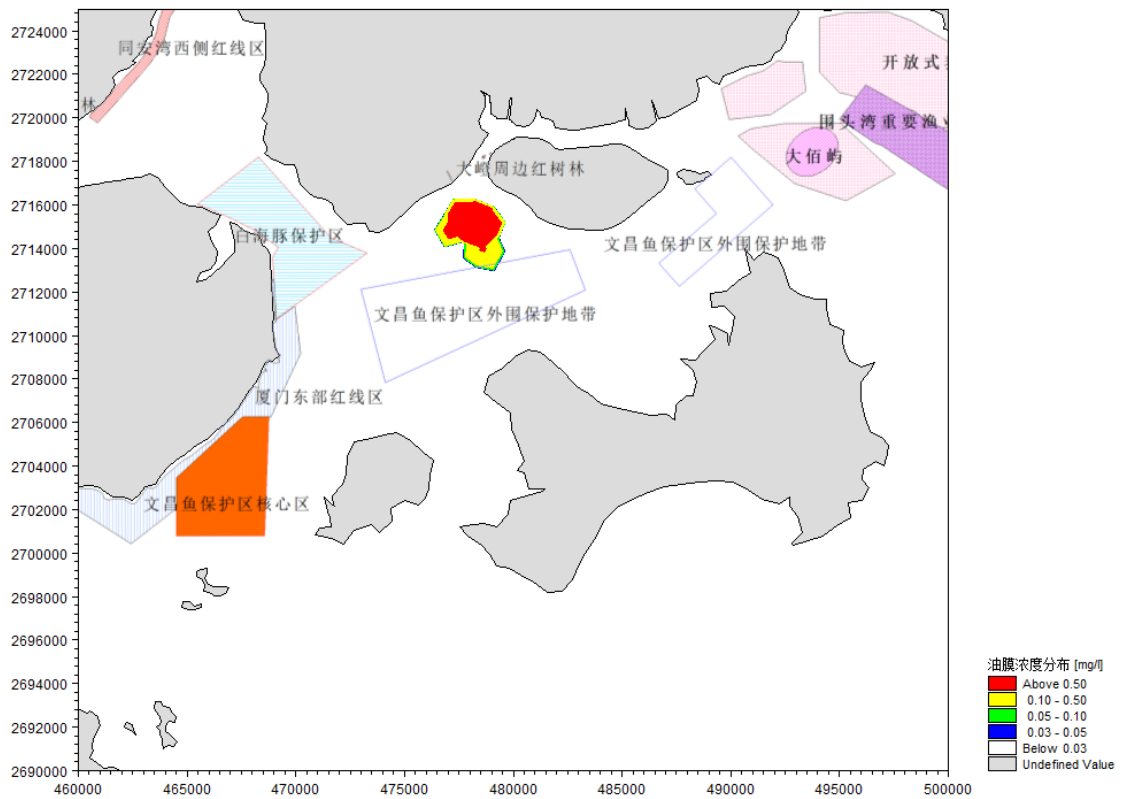 2724000
2722000
2720000
2718000
2716000
2714000
2712000
2710000
2708000
2706000
2704000
2702000
2700000
2698000
2696000
2694000
2692000
2690000
460000
465000
470000
475000
480000
485000
490000
495000
500000
同安湾西侧红线区
林
开放式
围头湾重要渔
大佰屿
大嶝周边红树林
白海豚保护区
文昌鱼保护区外围保护地带
文昌鱼保护区外围保护地带
厦门东部红线区
文昌鱼保护区核心区
油膜浓度分布 [mg/l]
Above 0.50
0.10 - 0.50
0.05 - 0.10
0.03 - 0.05
Below 0.03
Undefined Value